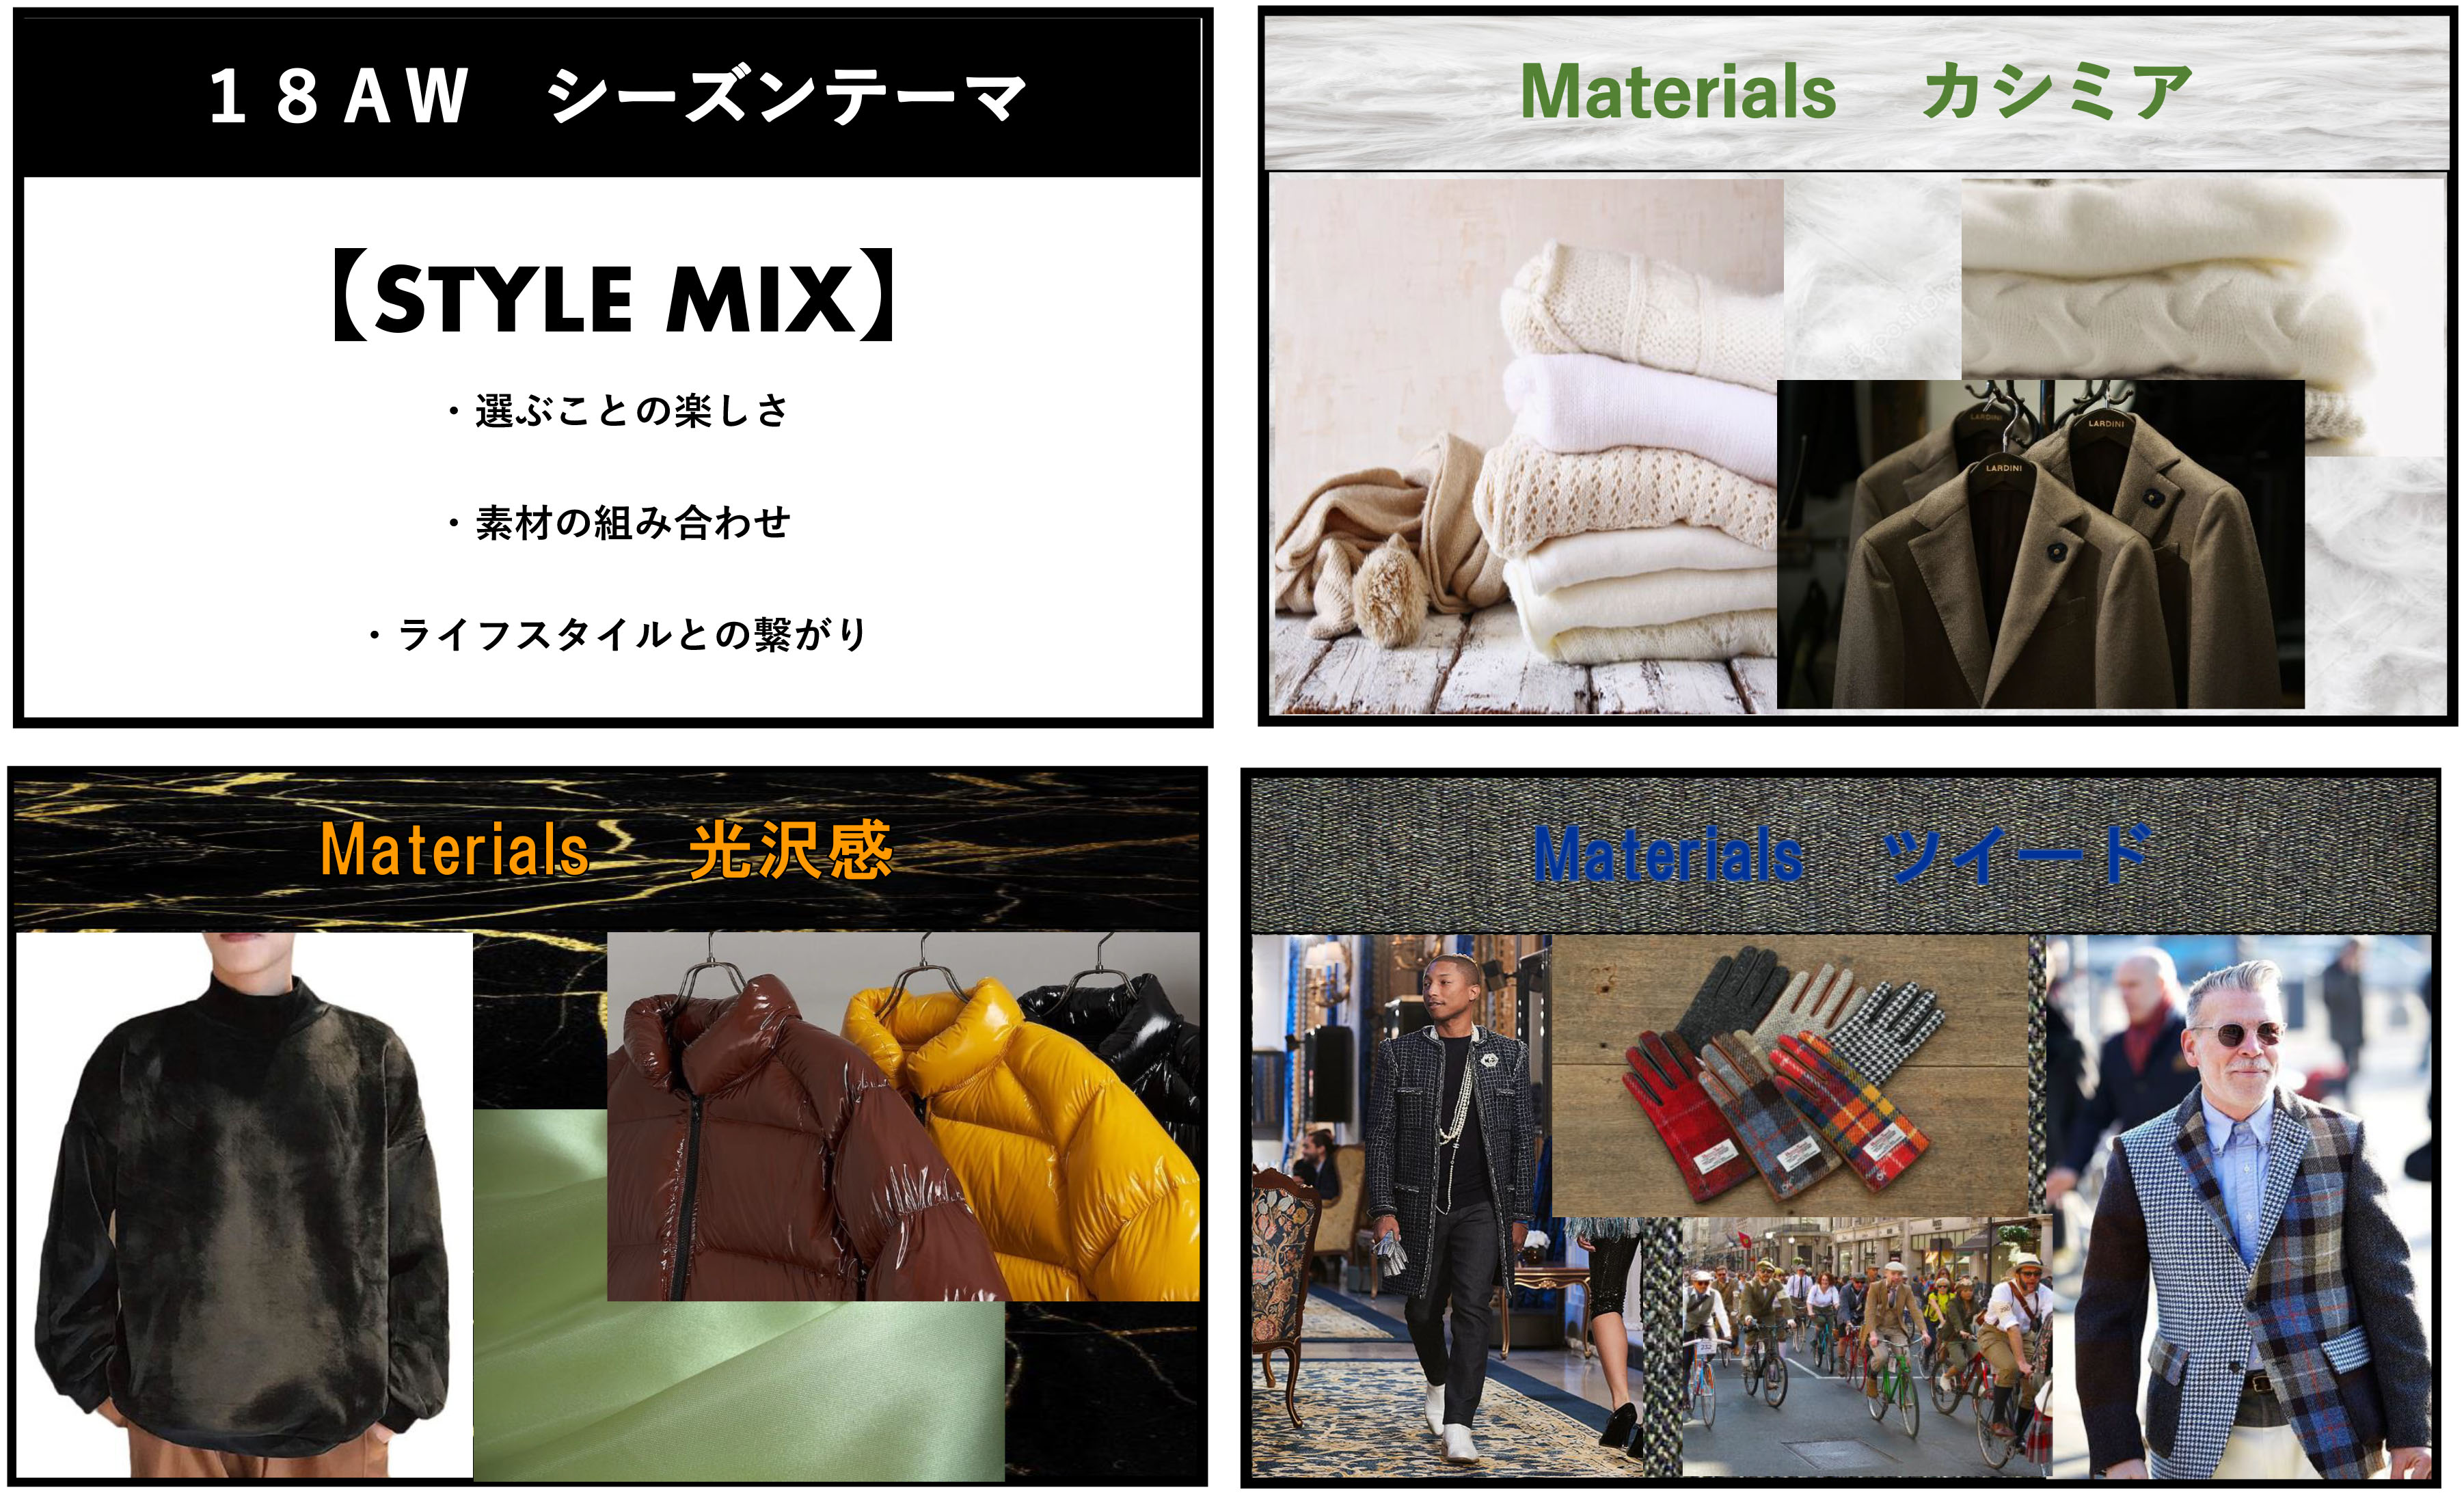 １８ＡＷ　シーズンテーマ
【STYLE MIX】
・選ぶことの楽しさ
・素材の組み合わせ
・ライフスタイルとの繋がり
Materials　カシミア
LARDINI
LARDINI
LARDINI
Materials　光沢感
Materials　ツイード
232